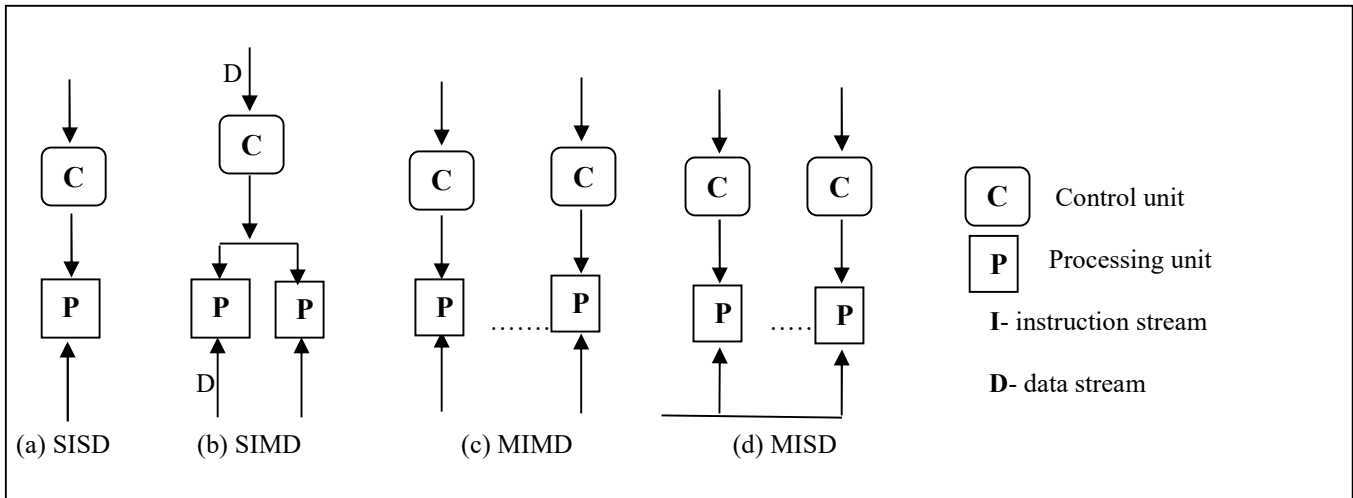 D
C
C
C
C
C
C
Control unit
C
P
P
P
P
P
.......
P
P
.....
P
Processing unit
I- instruction stream
D
D- data stream
(a) SISD
(b) SIMD
(c) MIMD
(d) MISD